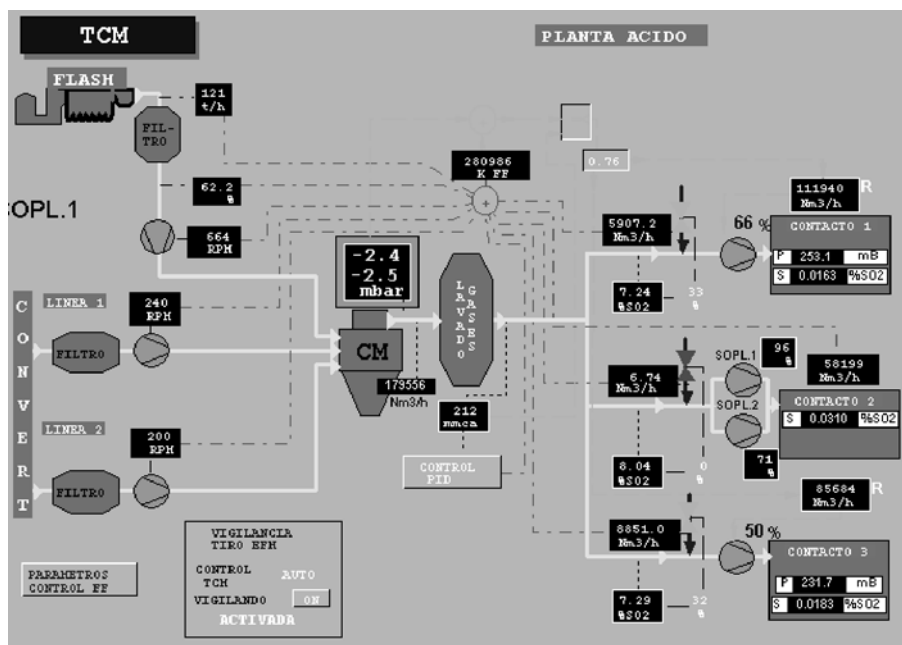 TCM
PLANTA ACIDO
FLASH
121
t/h
FIL-
TRO
280986
K FF
0.76
111940
Nm3/h
R
62.2
%
OPL.1
664
RPM
-2.4
-2.5
mbar
5907.2
Nm3/h
66 %
CONTACTO 1
P 253.1 mB
S 0.0163 %SO2
7.24
%SO2
33
%
CONVERT
LINEA 1
240
RPM
FILTRO
CM
LAVADO
GASES
179556
Nm3/h
212
mmca
CONTROL
PID
6.74
Nm3/h
SOPL.1
96
%
58199
Nm3/h
SOPL.2
CONTACTO 2
S 0.0310 %SO2
8.04
%SO2
0
%
71
%
LINEA 2
200
RPM
FILTRO
85684
Nm3/h
R
8851.0
Nm3/h
50 %
CONTACTO 3
P 231.7 mB
S 0.0183 %SO2
7.29
%SO2
32
%
PARAMETROS
CONTROL FF
VIGILANCIA
TIRO EFM
CONTROL
TCM
AUTO
VIGILANDO
ON
ACTIVADA